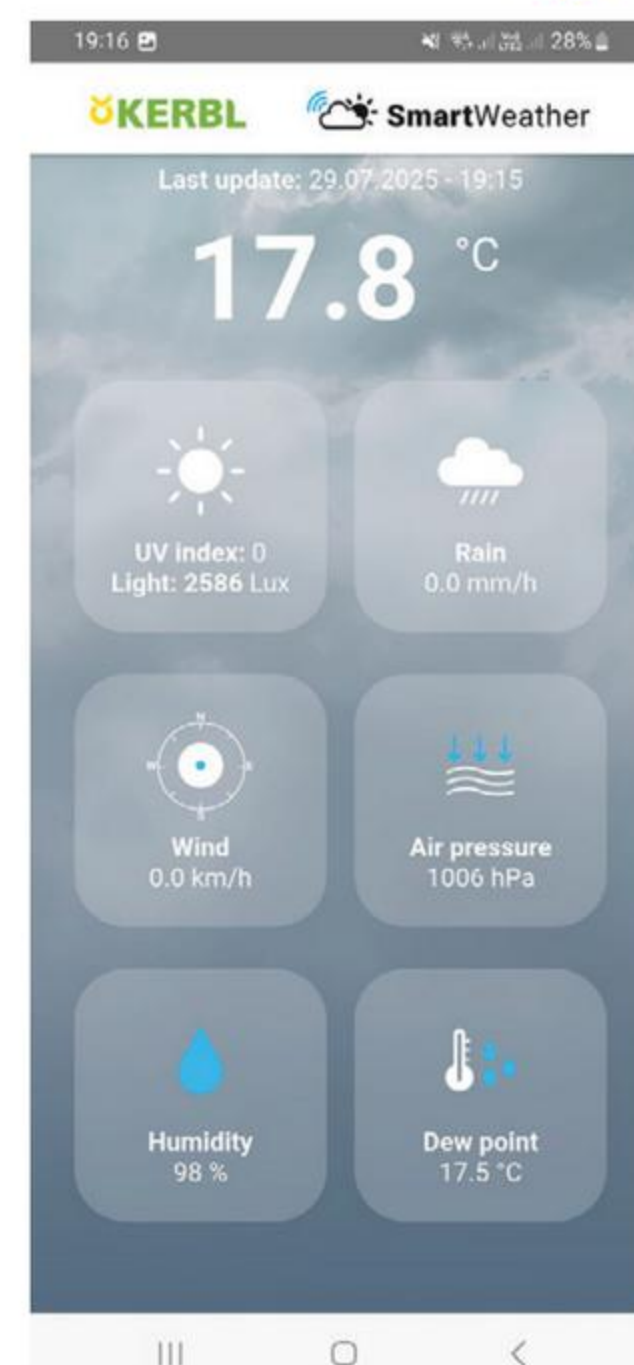 19:16
28%
KERBL SmartWeather
Last update: 29.07.2025 - 19:15
17.8 °C
UV index: 0
Light: 2586 Lux
Rain
0.0 mm/h
N
W
S
Wind
0.0 km/h
Air pressure
1006 hPa
Humidity
98 %
Dew point
17.5 °C